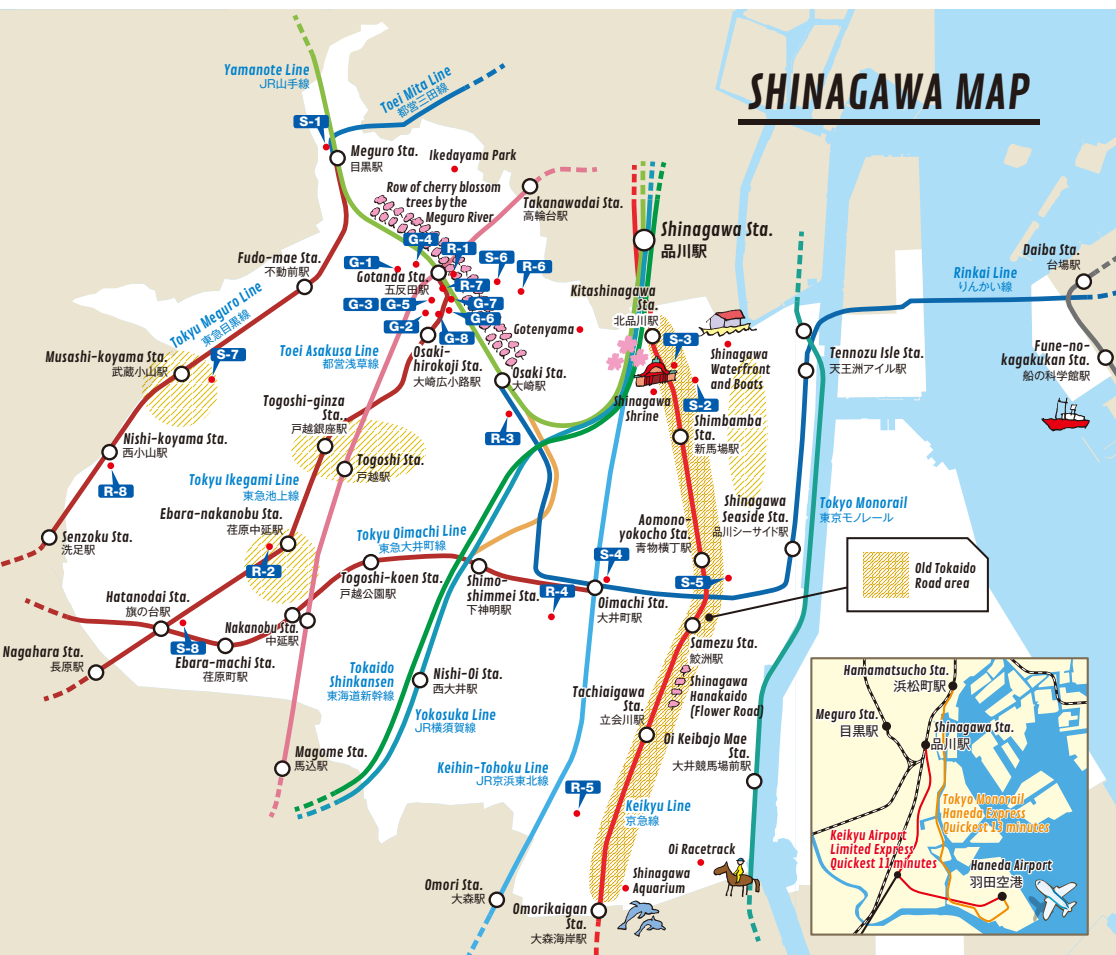 SHINAGAWA MAP
Yamanote Line
JR山手線
Toei Mita Line
都営三田線
S-1
Meguro Sta.
目黒駅
Ikedayama Park
Row of cherry blossom
trees by the
Meguro River
Takanawadai Sta.
高輪台駅
Shinagawa Sta.
品川駅
G-4
R-1
G-1
S-6
R-6
Gotanda Sta.
五反田駅
R-7
G-3
G-5
G-7
G-6
G-2
G-8
Fudo-mae Sta.
不動前駅
Tokyu Meguro Line
東急目黒線
Toei Asakusa Line
都営浅草線
Osaki-
hirokoji Sta.
大崎広小路駅
Gotenyama
Osaki Sta.
大崎駅
Kitashinagawa
Sta.
北品川駅
S-3
Shinagawa
Waterfront
and Boats
Shinagawa
Shrine
S-2
Shimbamba
Sta.
新馬場駅
Daiba Sta.
台場駅
Rinkai Line
りんかい線
Tennozu Isle Sta.
天王洲アイル駅
Fune-no-
kagakukan Sta.
船の科学館駅
Musashi-koyama Sta.
武蔵小山駅
S-7
Togoshi-ginza
Sta.
戸越銀座駅
R-3
Nishi-koyama Sta.
西小山駅
Togoshi Sta.
戸越駅
R-8
Tokyu Ikegami Line
東急池上線
Ebara-nakanobu Sta.
荏原中延駅
Senzoku Sta.
洗足駅
R-2
Tokyu Oimachi Line
東急大井町線
Togoshi-koen Sta.
戸越公園駅
Shimo-
shimmei Sta.
下神明駅
Shinagawa
Seaside Sta.
品川シーサイド駅
Tokyo Monorail
東京モノレール
Aomono-
yokocho Sta.
青物横丁駅
S-4
R-4
S-5
Oimachi Sta.
大井町駅
Old Tokaido
Road area
Hatanodai Sta.
旗の台駅
S-8
Nakanobu Sta.
中延駅
Nagahara Sta.
長原駅
Ebara-machi Sta.
荏原町駅
Samezu Sta.
鮫洲駅
Tokaido
Shinkansen
東海道新幹線
Nishi-Oi Sta.
西大井駅
Yokosuka Line
JR横須賀線
Shinagawa
Hanakaido
(Flower Road)
Tachiaigawa
Sta.
立会川駅
Oi Keibajo Mae
Sta.
大井競馬場前駅
Magome Sta.
馬込駅
Keihin-Tohoku Line
JR京浜東北線
R-5
Keikyu Line
京急線
Oi Racetrack
Shinagawa
Aquarium
Omori Sta.
大森駅
Omorikaigan
Sta.
大森海岸駅
Hamamatsucho Sta.
浜松町駅
Meguro Sta.
目黒駅
Shinagawa Sta.
品川駅
Tokyo Monorail
Haneda Express
Quickest 13 minutes
Keikyu Airport
Limited Express
Quickest 11 minutes
Haneda Airport
羽田空港